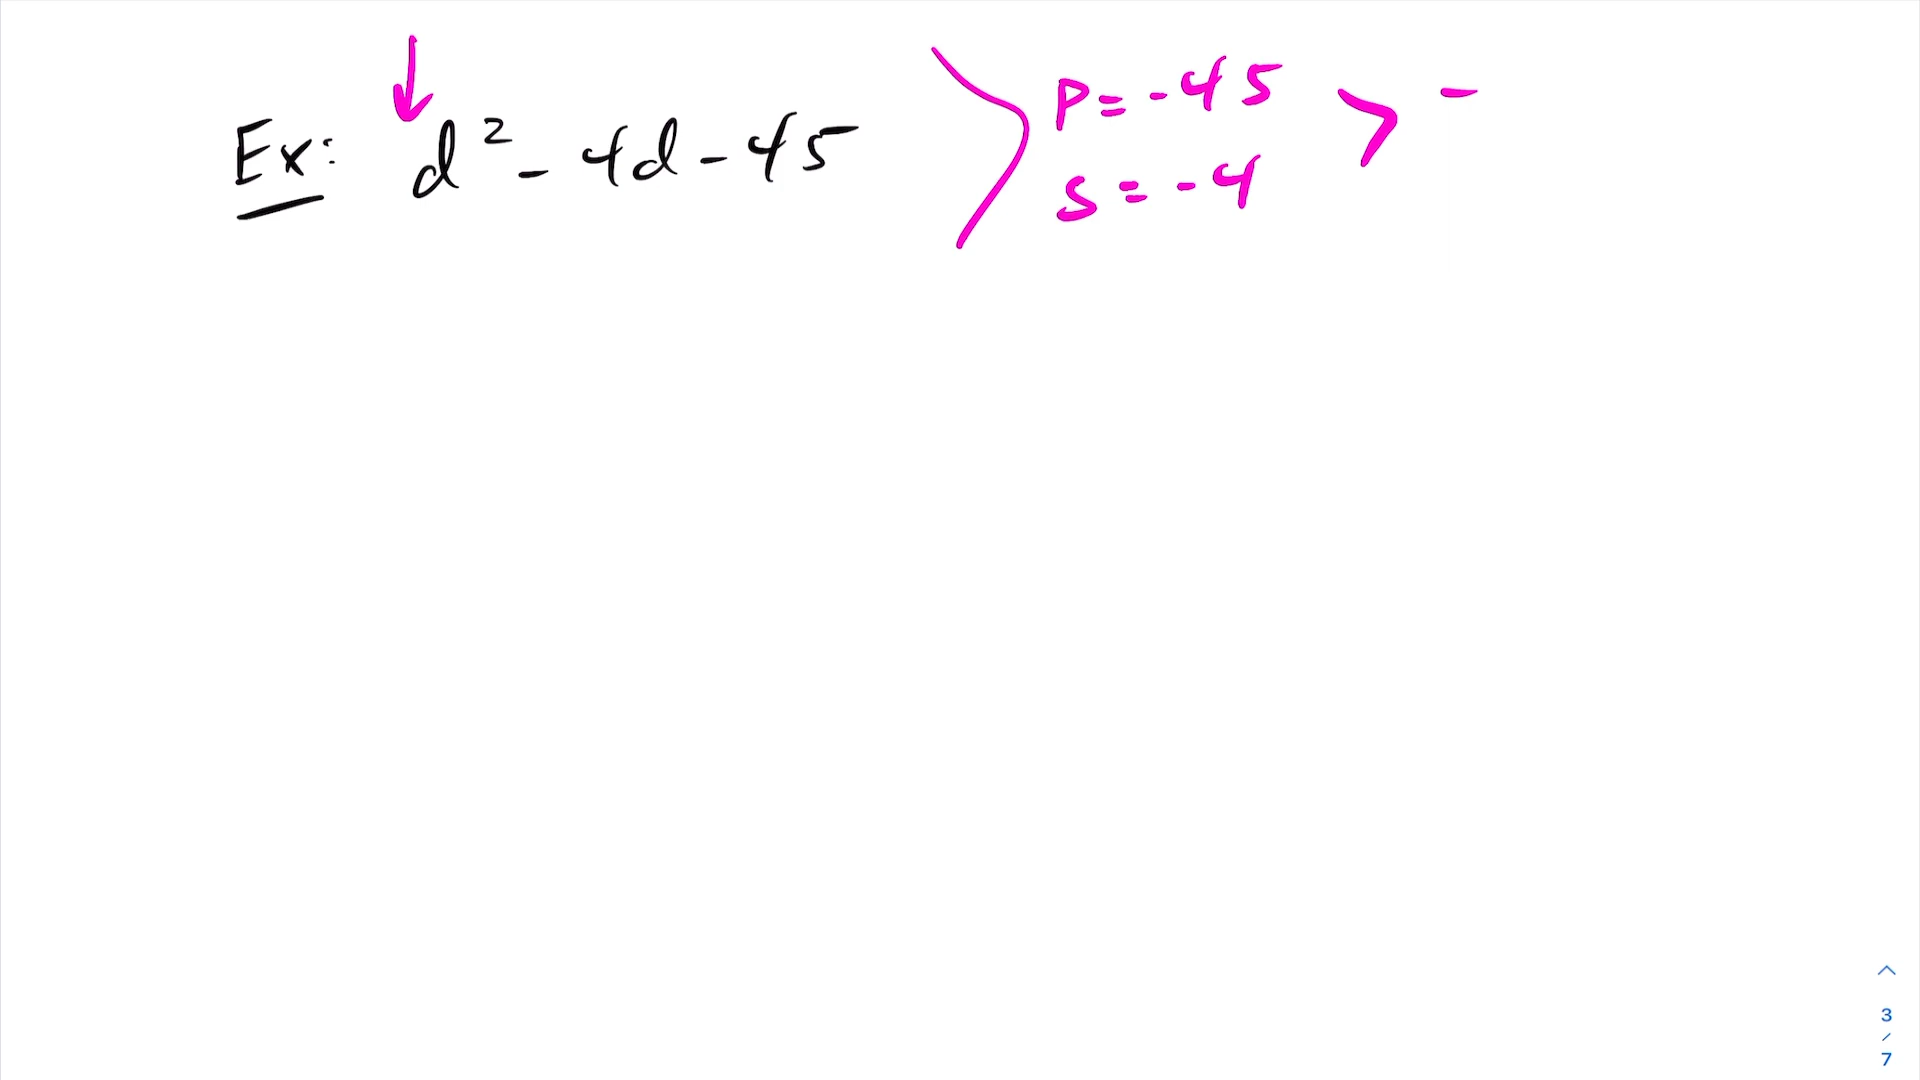 Ex: d² - 4d - 45
P = -45 > -
S = -4
3
/
7